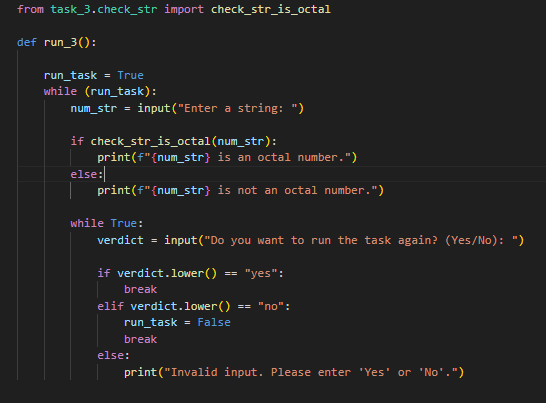 from task_3.check_str import check_str_is_octal
def run_3():
run_task = True
while (run_task):
num_str = input("Enter a string: ")
if check_str_is_octal(num_str):
print(f"{num_str} is an octal number.")
else:
print(f"{num_str} is not an octal number.")
while True:
verdict = input("Do you want to run the task again? (Yes/No): ")
if verdict.lower() == "yes":
break
elif verdict.lower() == "no":
run_task = False
break
else:
print("Invalid input. Please enter 'Yes' or 'No'.")